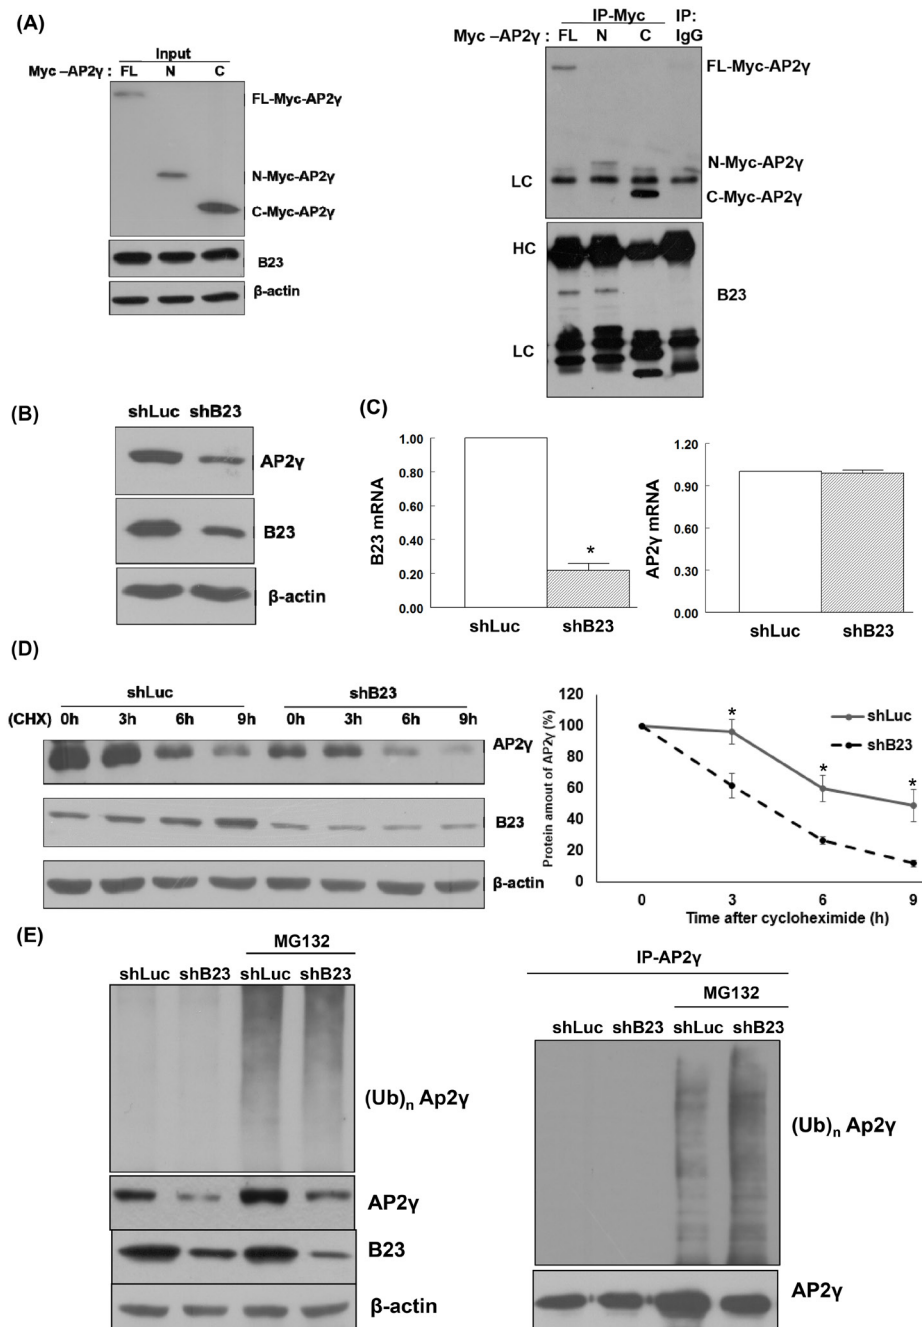 (A)
Input
Myc –AP2γ : FL N C
FL-Myc-AP2γ
N-Myc-AP2γ
C-Myc-AP2γ
B23
β-actin
IP-Myc IP:
Myc –AP2γ : FL N C IgG
FL-Myc-AP2γ
N-Myc-AP2γ
LC
C-Myc-AP2γ
HC
B23
LC
(B)
shLuc shB23
AP2γ
B23
β-actin
(C)
B23 mRNA
1.00
0.80
0.60
0.40
0.20
0.00
*
shLuc shB23
AP2γ mRNA
1.20
0.90
0.60
0.30
0.00
shLuc shB23
(D)
shLuc shB23
(CHX) 0h 3h 6h 9h 0h 3h 6h 9h
AP2γ
B23
β-actin
Protein amout of AP2γ (%)
120
100
80
60
40
20
0
* * *
shLuc
shB23
0 3 6 9
Time after cycloheximide (h)
(E)
MG132
shLuc shB23 shLuc shB23
(Ub)n Ap2γ
AP2γ
B23
β-actin
IP-AP2γ
MG132
shLuc shB23 shLuc shB23
(Ub)n Ap2γ
AP2γ